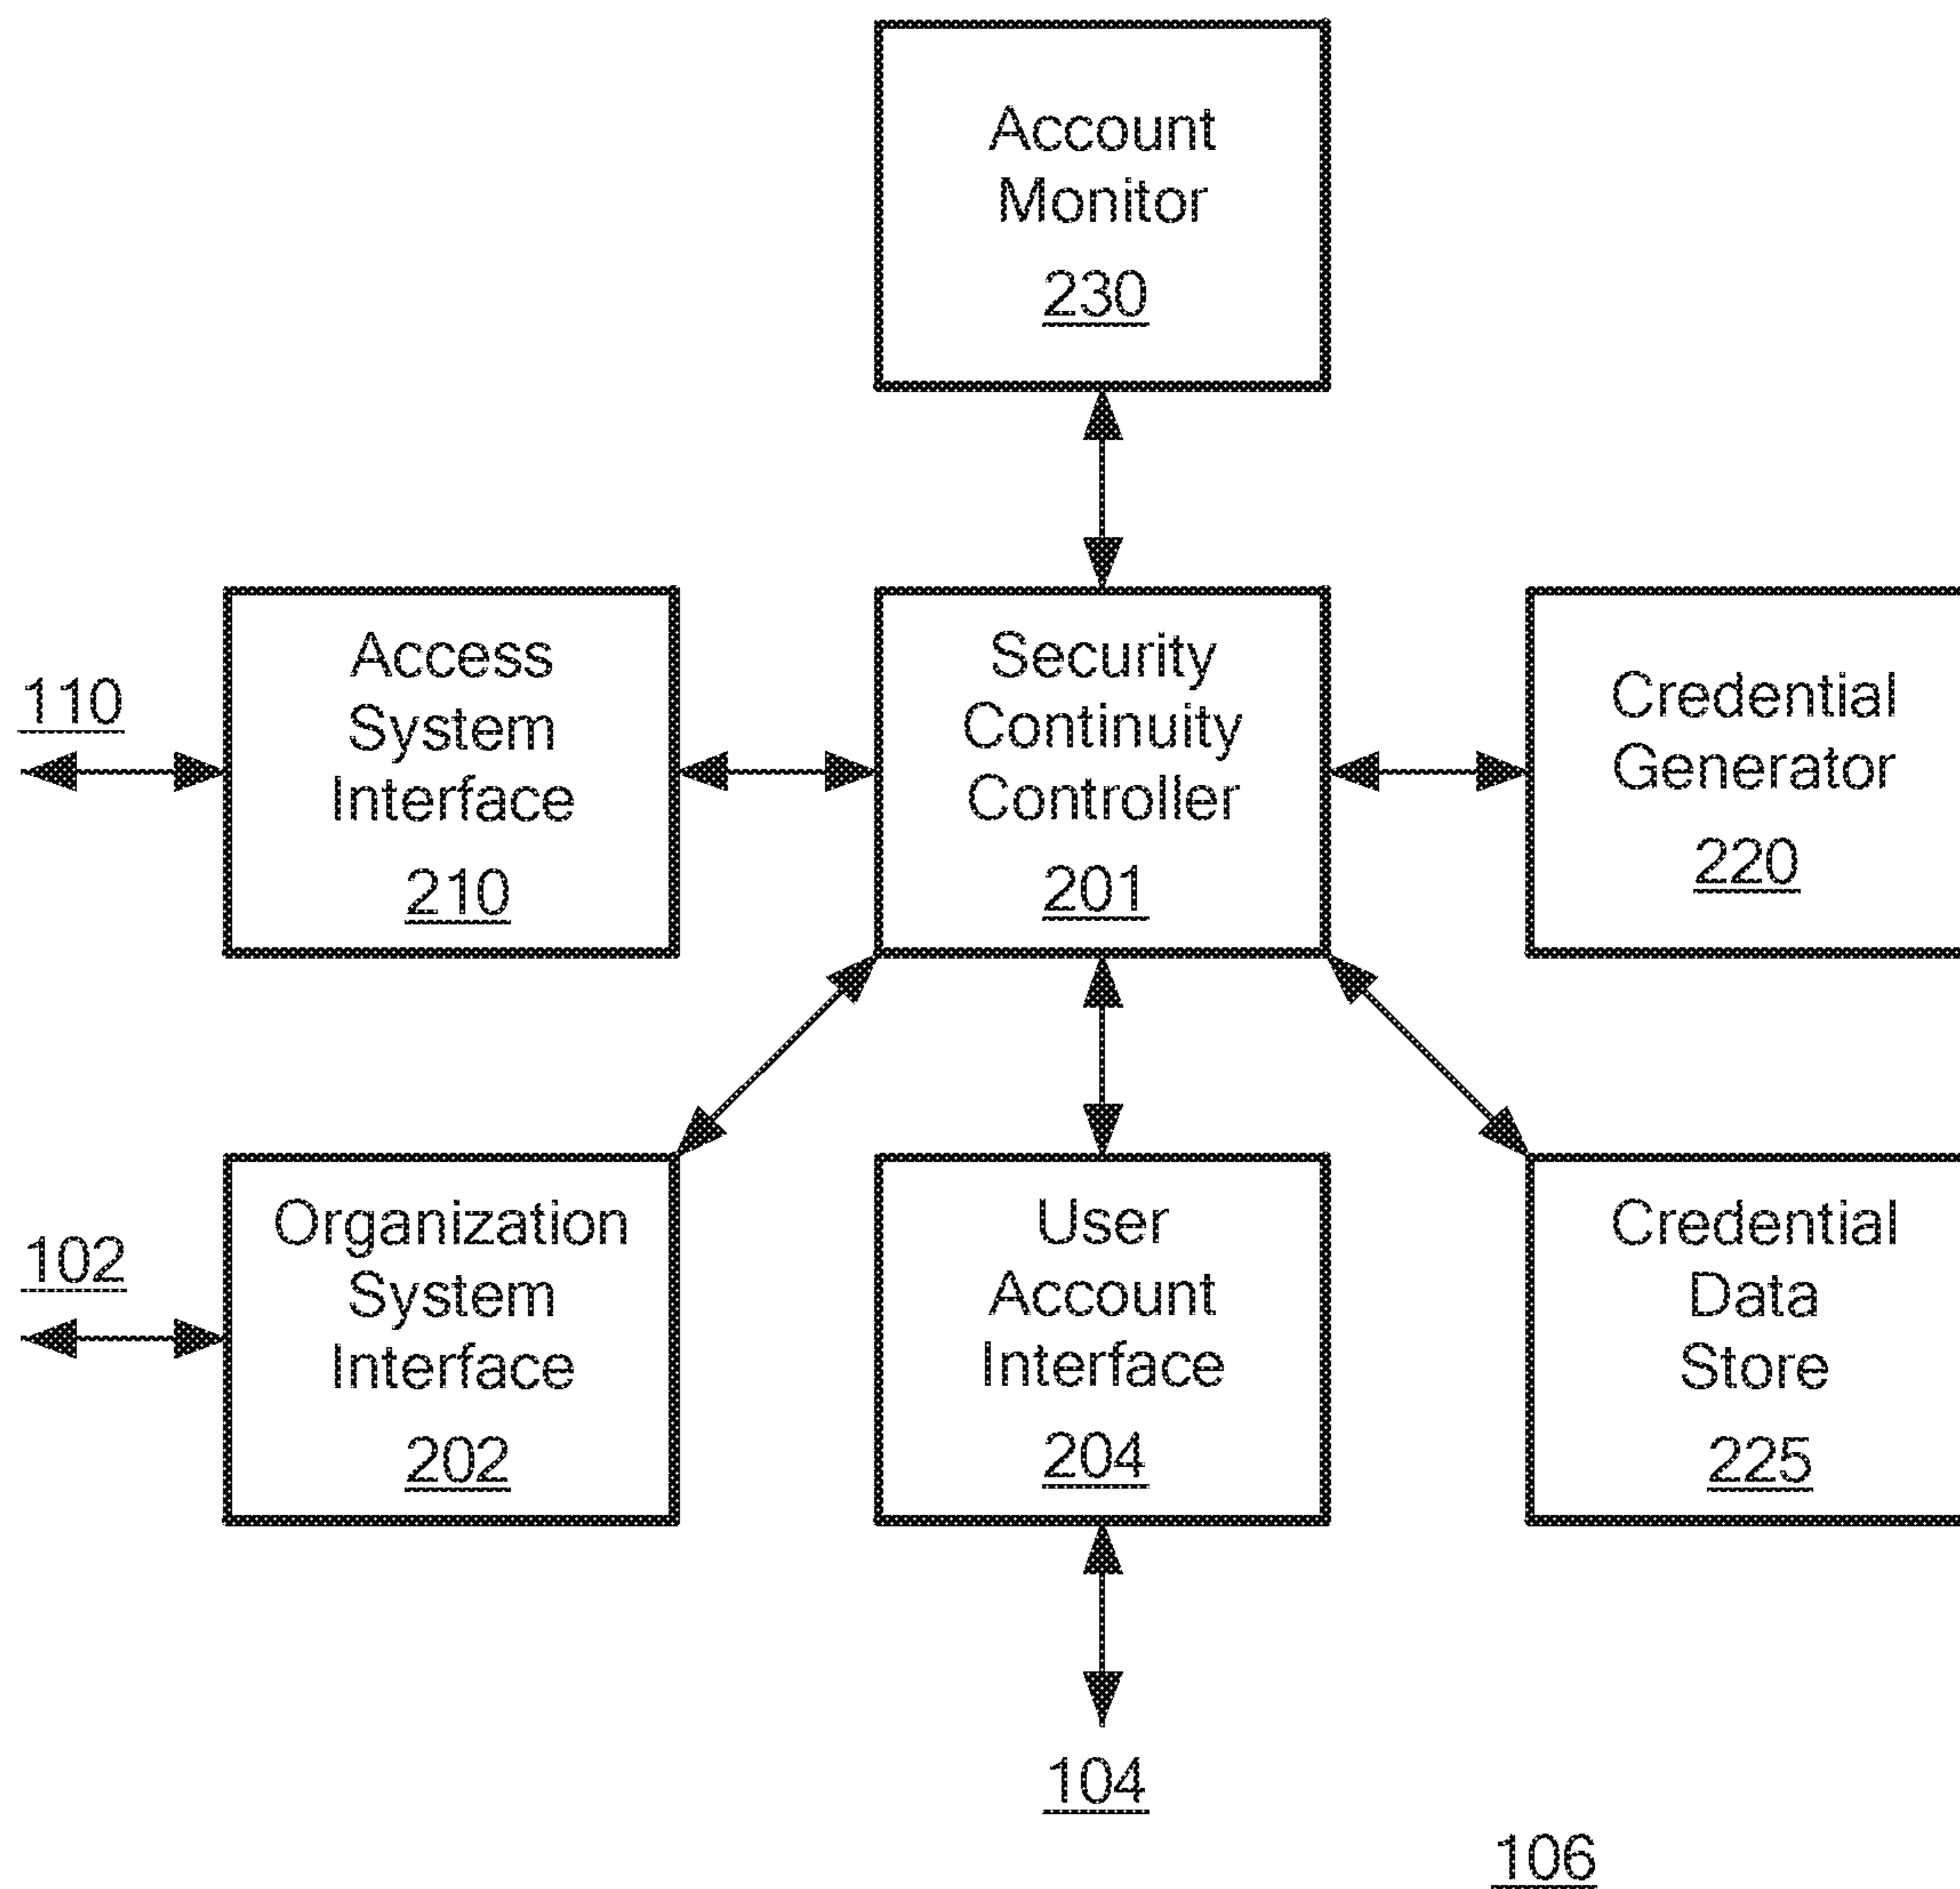 Account
Monitor
230
110
Access
System
Interface
210
Security
Continuity
Controller
201
Credential
Generator
220
102
Organization
System
Interface
202
User
Account
Interface
204
Credential
Data
Store
225
104
106